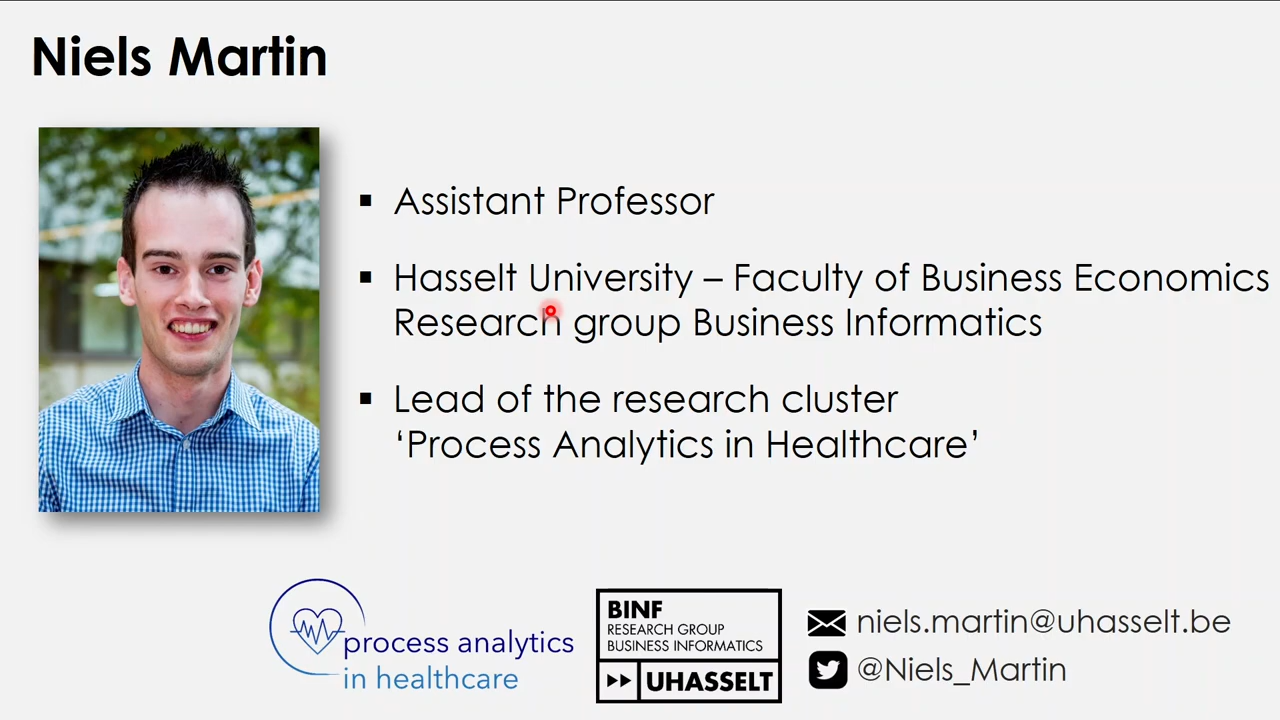 Niels Martin
▪ Assistant Professor
▪ Hasselt University – Faculty of Business Economics
Research group Business Informatics
▪ Lead of the research cluster
‘Process Analytics in Healthcare’
process analytics
in healthcare
BINF
RESEARCH GROUP
BUSINESS INFORMATICS
UHASSELT
niels.martin@uhasselt.be
@Niels_Martin